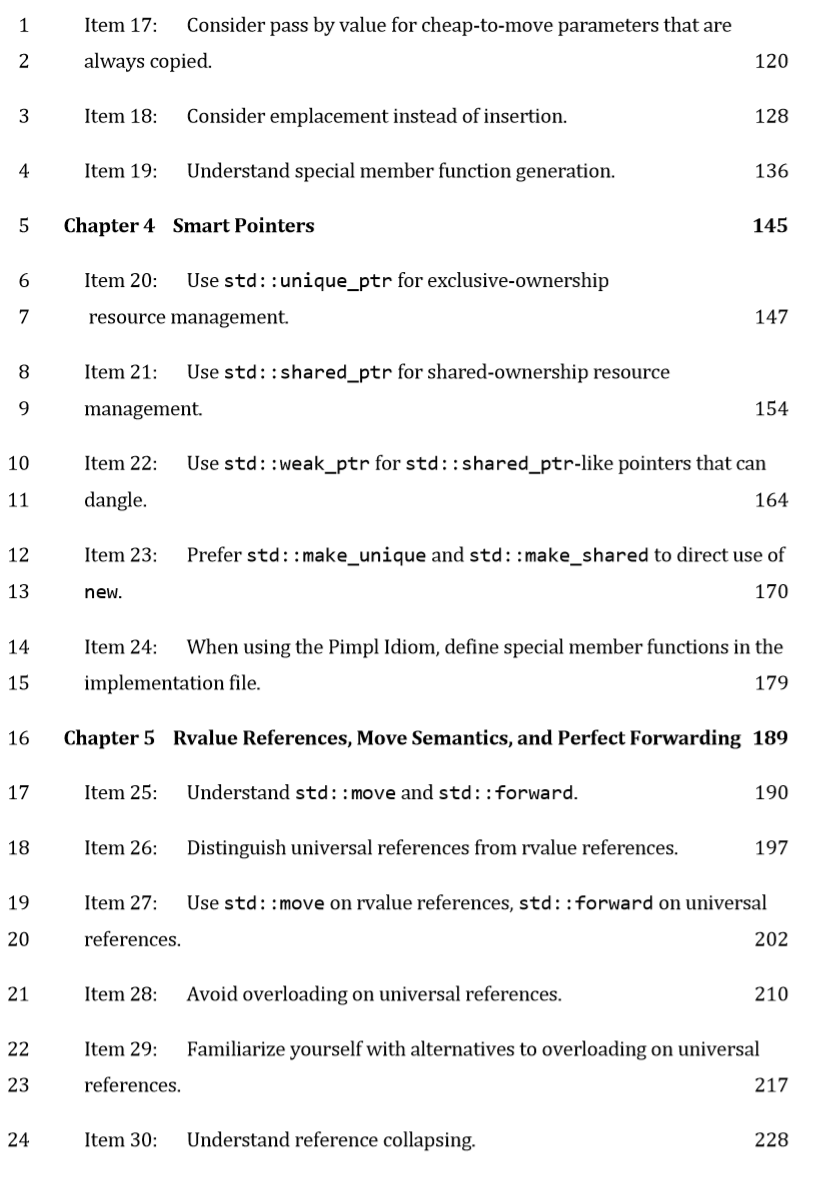 1 Item 17: Consider pass by value for cheap-to-move parameters that are
2 always copied. 120
3 Item 18: Consider emplacement instead of insertion. 128
4 Item 19: Understand special member function generation. 136
5 Chapter 4 Smart Pointers 145
6 Item 20: Use std::unique_ptr for exclusive-ownership
7 resource management. 147
8 Item 21: Use std::shared_ptr for shared-ownership resource
9 management. 154
10 Item 22: Use std::weak_ptr for std::shared_ptr-like pointers that can
11 dangle. 164
12 Item 23: Prefer std::make_unique and std::make_shared to direct use of
13 new. 170
14 Item 24: When using the Pimpl Idiom, define special member functions in the
15 implementation file. 179
16 Chapter 5 Rvalue References, Move Semantics, and Perfect Forwarding 189
17 Item 25: Understand std::move and std::forward. 190
18 Item 26: Distinguish universal references from rvalue references. 197
19 Item 27: Use std::move on rvalue references, std::forward on universal
20 references. 202
21 Item 28: Avoid overloading on universal references. 210
22 Item 29: Familiarize yourself with alternatives to overloading on universal
23 references. 217
24 Item 30: Understand reference collapsing. 228